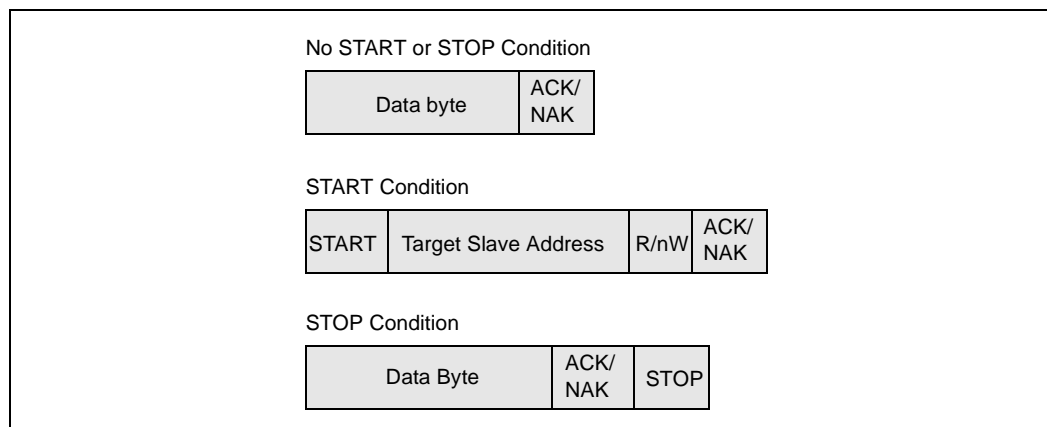 No START or STOP Condition
Data byte
ACK/
NAK
START Condition
START
Target Slave Address
R/nW
ACK/
NAK
STOP Condition
Data Byte
ACK/
NAK
STOP